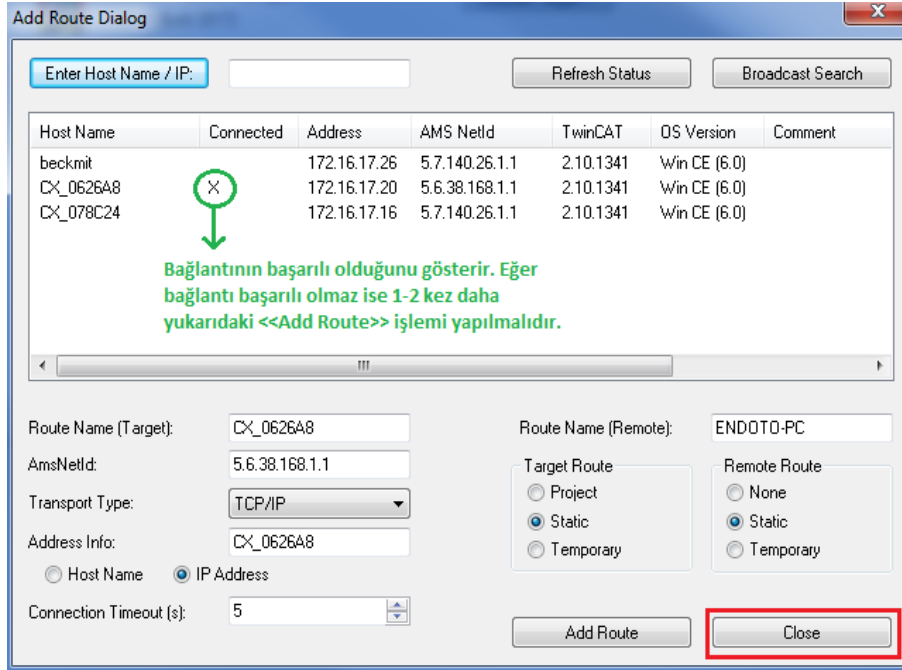 Add Route Dialog
X
Enter Host Name / IP:
Refresh Status
Broadcast Search
Host Name Connected Address AMS NetId TwinCAT OS Version Comment
beckmit 172.16.17.26 5.7.140.26.1.1 2.10.1341 Win CE (6.0)
CX_0626A8 X 172.16.17.20 5.6.38.168.1.1 2.10.1341 Win CE (6.0)
CX_078C24 172.16.17.16 5.7.140.26.1.1 2.10.1341 Win CE (6.0)
Bağlantının başarılı olduğunu gösterir. Eğer
bağlantı başarılı olmaz ise 1-2 kez daha
yukarıdaki <<Add Route>> işlemi yapılmalıdır.
Route Name (Target): CX_0626A8 Route Name (Remote): ENDOTO-PC
AmsNetId: 5.6.38.168.1.1 Target Route Remote Route
Project None
Transport Type: TCP/IP
Static Static
Address Info: CX_0626A8
Temporary Temporary
Host Name IP Address
Connection Timeout (s): 5
Add Route Close